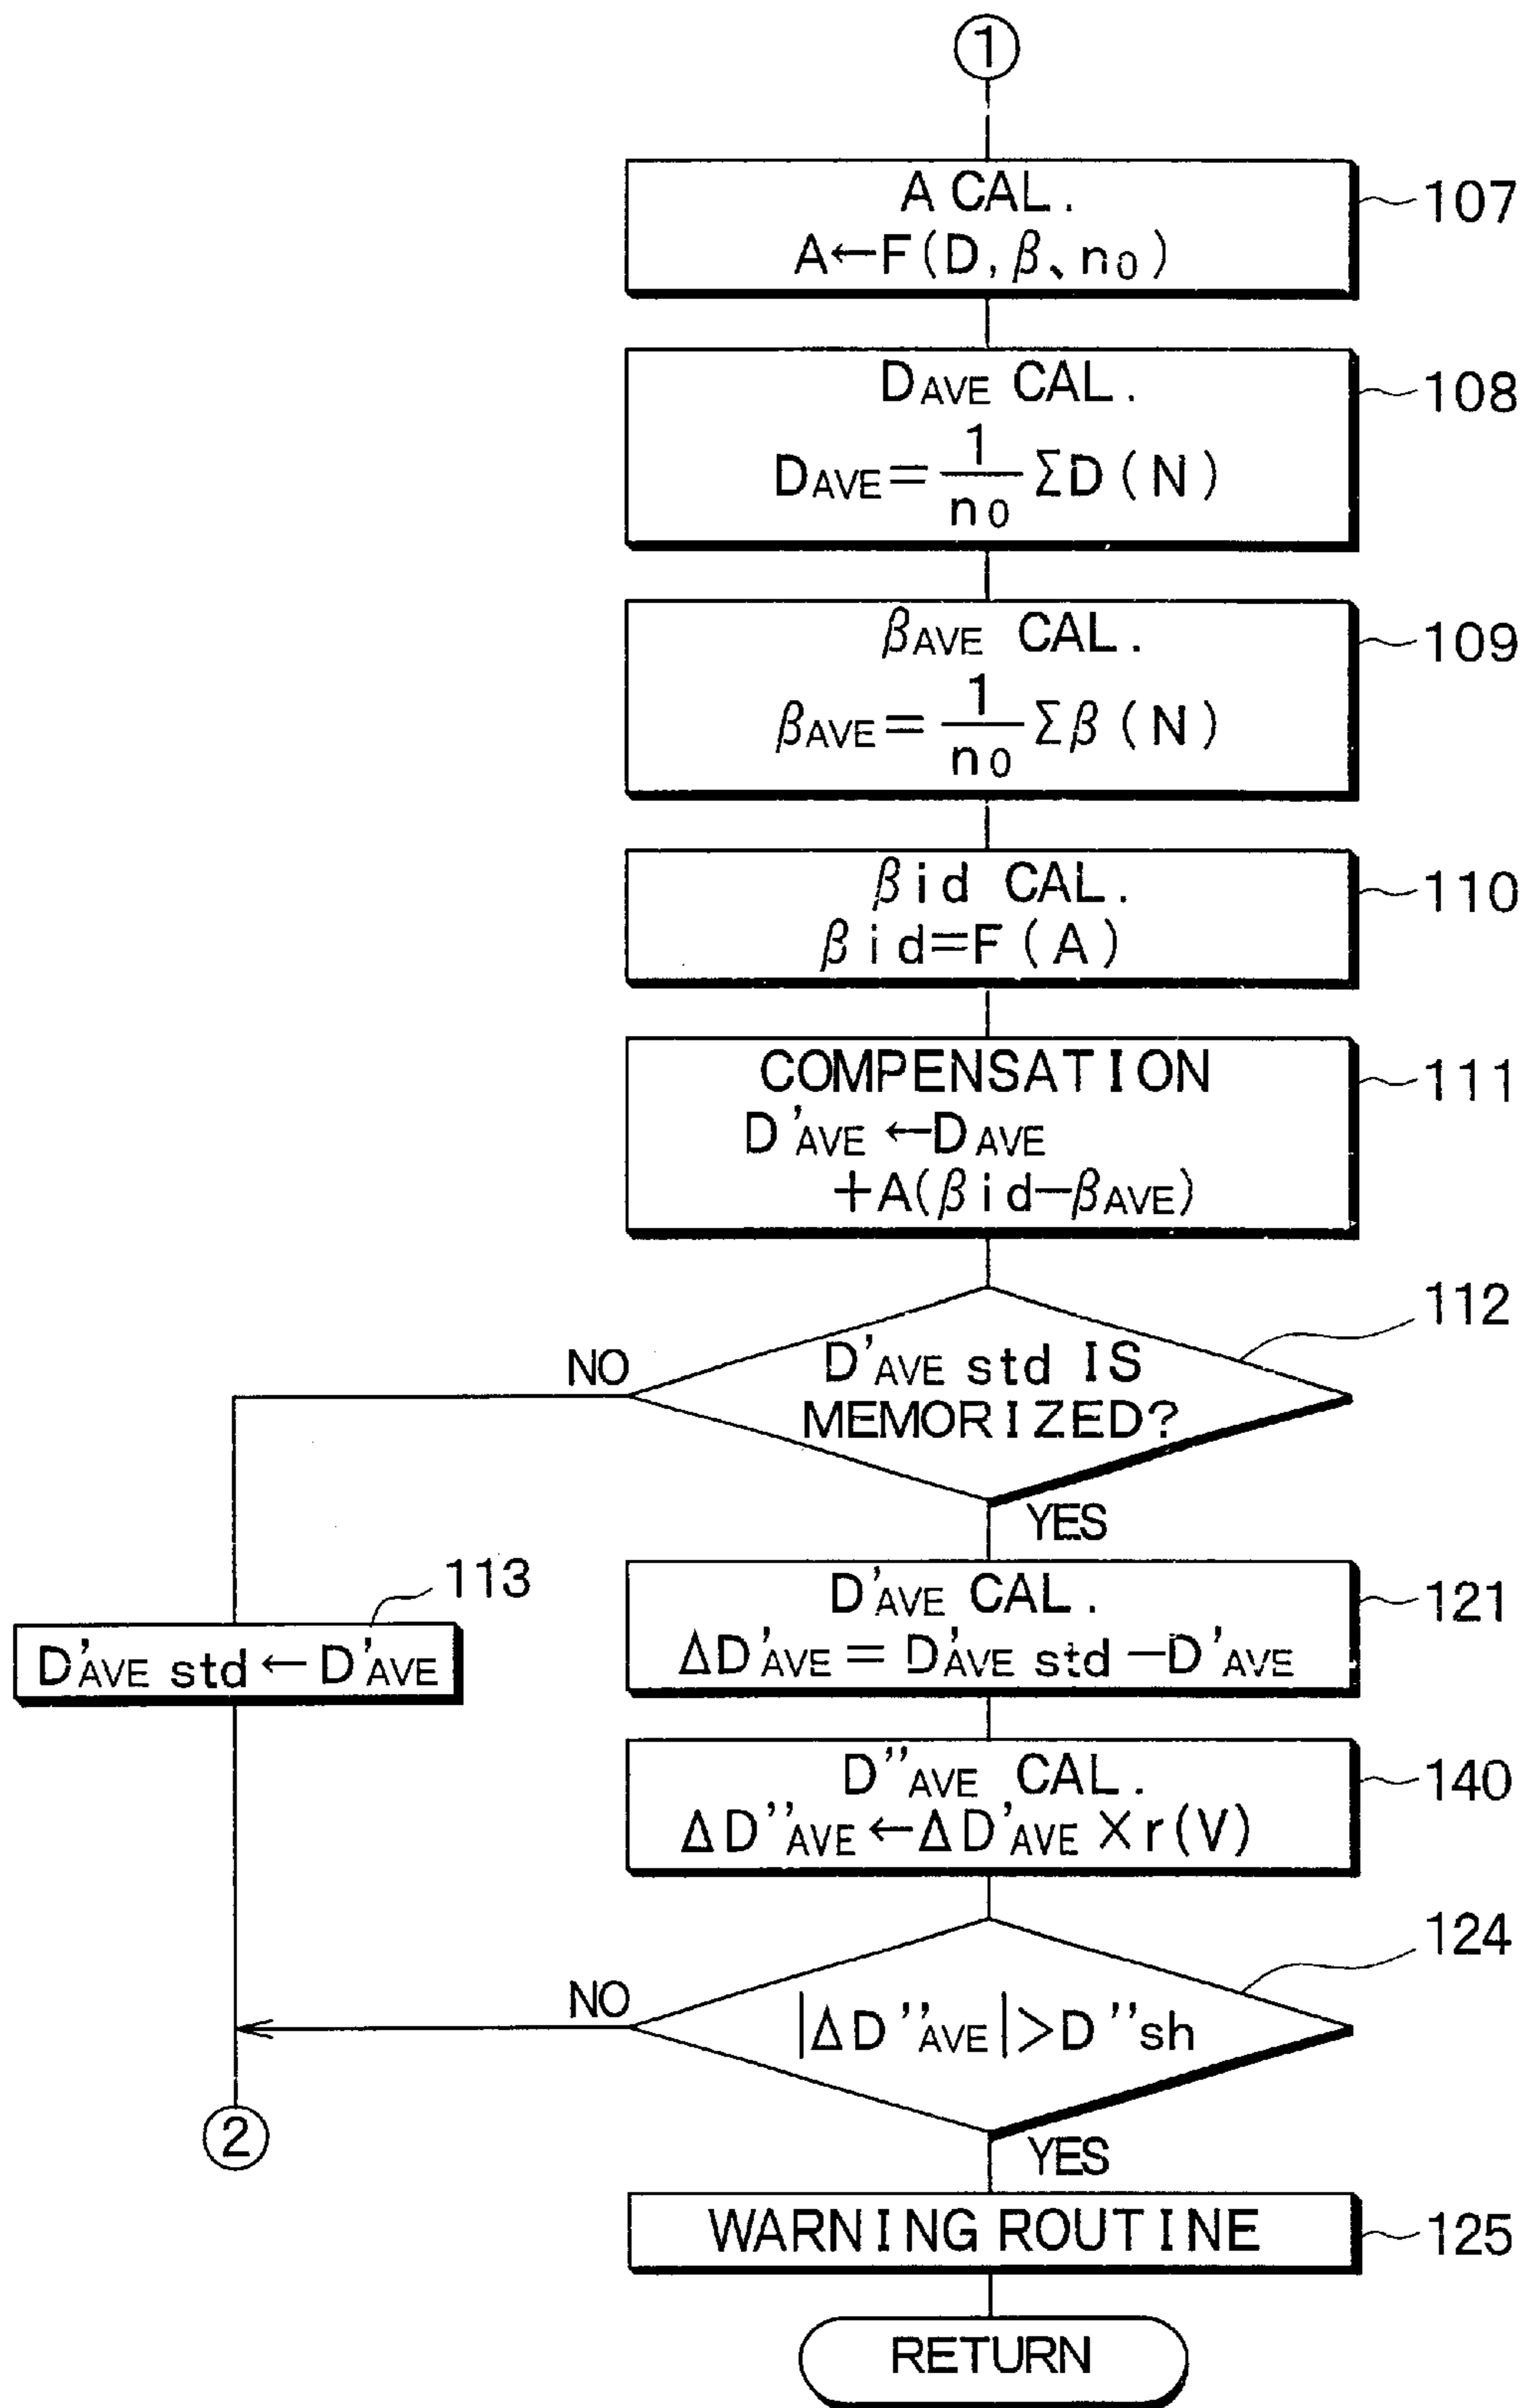 1
A CAL.
A←F(D,β、n0)
107
DAVE CAL.
DAVE=1/n0 ΣD(N)
108
βAVE CAL.
βAVE=1/n0 Σβ(N)
109
βid CAL.
βid=F(A)
110
COMPENSATION
D'AVE←DAVE
+A(βid−βAVE)
111
112
D'AVE std IS
MEMORIZED?
NO
YES
113
D'AVE std←D'AVE
D'AVE CAL.
ΔD'AVE=D'AVE std−D'AVE
121
D''AVE CAL.
ΔD''AVE←ΔD'AVE×r(V)
140
124
NO
|ΔD''AVE|>D''sh
2
YES
WARNING ROUTINE
125
RETURN